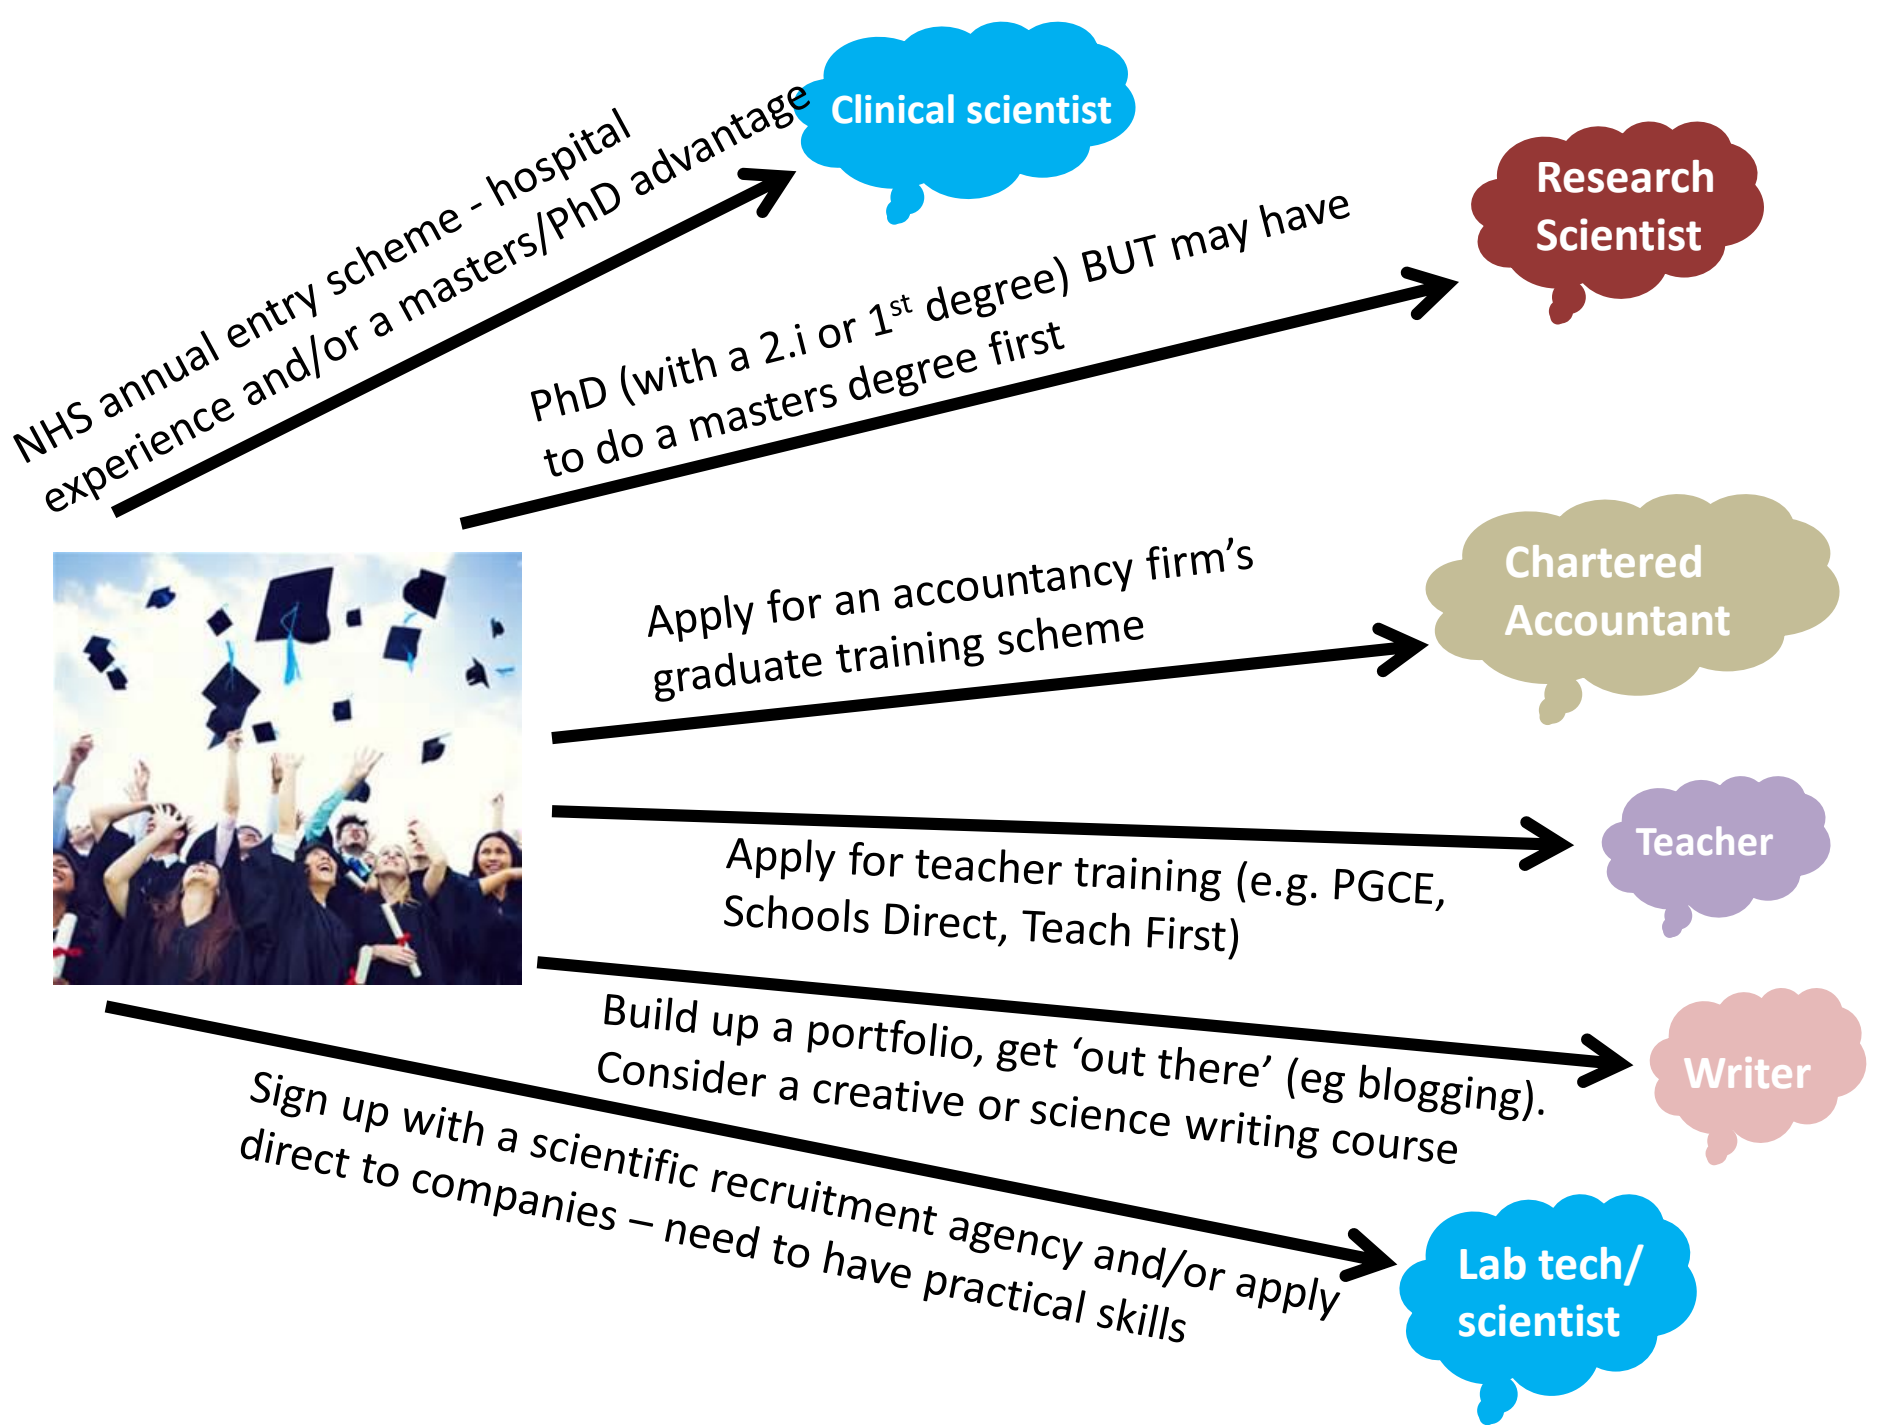 Clinical scientist
NHS annual entry scheme - hospital
experience and/or a masters/PhD advantage
Research
Scientist
PhD (with a 2.i or 1st degree) BUT may have
to do a masters degree first
Chartered
Accountant
Apply for an accountancy firm’s
graduate training scheme
Teacher
Apply for teacher training (e.g. PGCE,
Schools Direct, Teach First)
Writer
Build up a portfolio, get ‘out there’ (eg blogging).
Consider a creative or science writing course
Lab tech/
scientist
Sign up with a scientific recruitment agency and/or apply
direct to companies – need to have practical skills